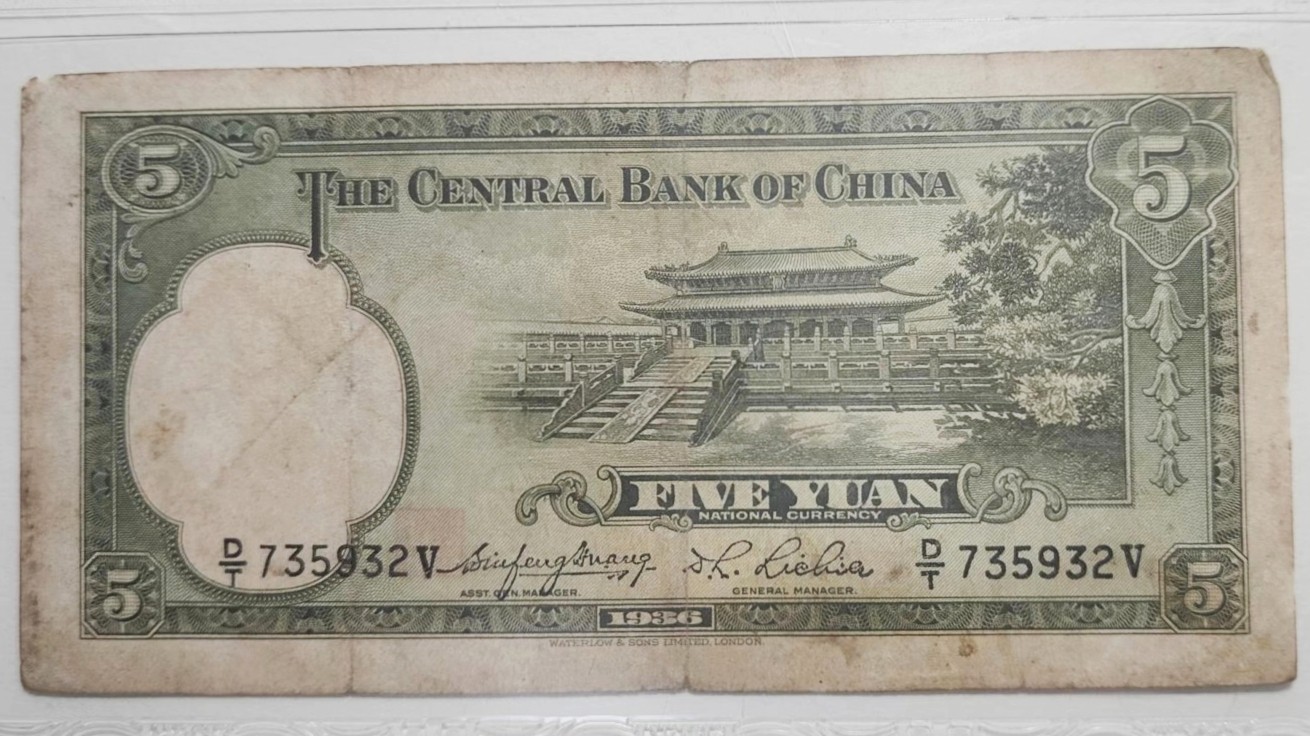 5
5
THE CENTRAL BANK OF CHINA
FIVE YUAN
NATIONAL CURRENCY
D/T 735932V
D/T 735932V
ASST. GEN. MANAGER.
GENERAL MANAGER.
5
1936
5
WATERLOW & SONS LIMITED, LONDON.